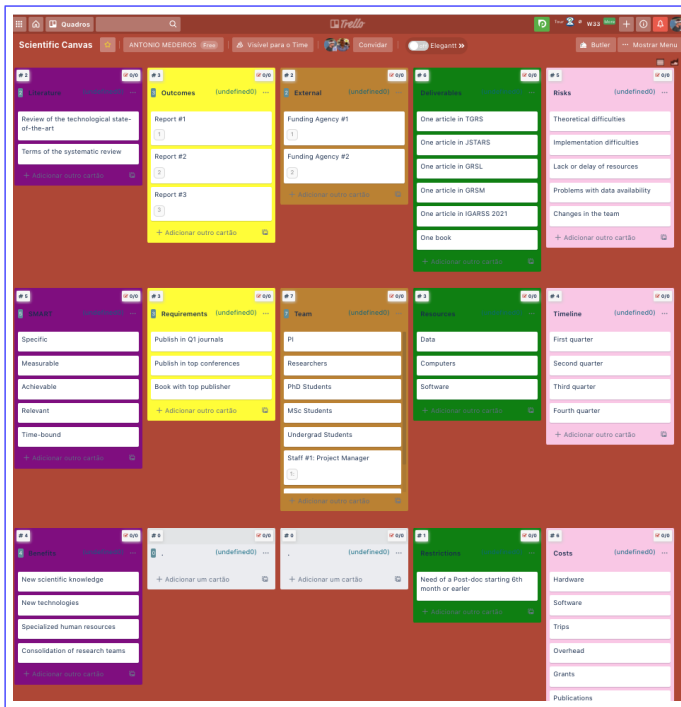 Quadros
Trello
Tour
W33
Scientific Canvas
ANTONIO MEDEIROS Free
Visível para o Time
Convidar
Elegantt
Butler
Mostrar Menu
# 2 0/0
Literature (undefined0) ...
Review of the technological state-
of-the-art
Terms of the systematic review
+ Adicionar outro cartão
# 3 0/0
Outcomes (undefined0) ...
Report #1
1
Report #2
2
Report #3
3
+ Adicionar outro cartão
# 2 0/0
External (undefined0) ...
Funding Agency #1
1
Funding Agency #2
2
+ Adicionar outro cartão
# 6 0/0
Deliverables (undefined0) ...
One article in TGRS
One article in JSTARS
One article in GRSL
One article in GRSM
One article in IGARSS 2021
One book
+ Adicionar outro cartão
# 5 0/0
Risks (undefined0) ...
Theoretical difficulties
Implementation difficulties
Lack or delay of resources
Problems with data availability
Changes in the team
+ Adicionar outro cartão
# 5 0/0
SMART (undefined0) ...
Specific
Measurable
Achievable
Relevant
Time-bound
+ Adicionar outro cartão
# 3 0/0
Requirements (undefined0) ...
Publish in Q1 journals
Publish in top conferences
Book with top publisher
+ Adicionar outro cartão
# 7 0/0
Team (undefined0) ...
PI
Researchers
PhD Students
MSc Students
Undergrad Students
Staff #1: Project Manager
1.
+ Adicionar outro cartão
# 3 0/0
Resources (undefined0) ...
Data
Computers
Software
+ Adicionar outro cartão
# 4 0/0
Timeline (undefined0) ...
First quarter
Second quarter
Third quarter
Fourth quarter
+ Adicionar outro cartão
# 4 0/0
Benefits (undefined0) ...
New scientific knowledge
New technologies
Specialized human resources
Consolidation of research teams
+ Adicionar outro cartão
# 0 0/0
. (undefined0) ...
+ Adicionar um cartão
# 0 0/0
. (undefined0) ...
+ Adicionar um cartão
# 1 0/0
Restrictions (undefined0) ...
Need of a Post-doc starting 6th
month or earler
+ Adicionar outro cartão
# 6 0/0
Costs (undefined0) ...
Hardware
Software
Trips
Overhead
Grants
Publications